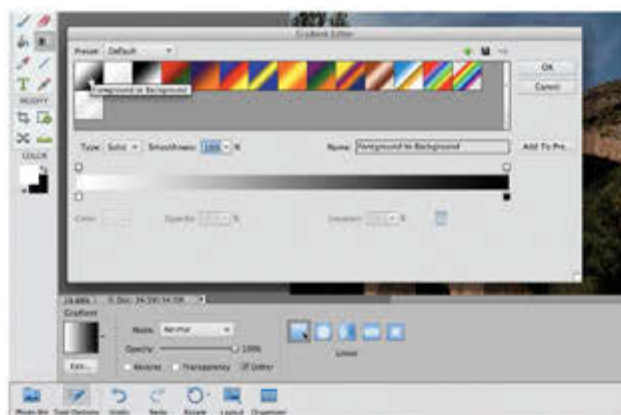 Gradient Editor
Preset: Default
OK
Cancel
Foreground to Background
MODIFY
Type: Solid Smoothness: 100 %
Name: Foreground to Background
Add To Pre...
COLOR
Color: Opacity: % Location: %
Gradient
Mode: Normal
Opacity: 100%
Linear
Edit...
Reverse Transparency Dither
Photo Bin Tool Options Undo Redo Rotate Layout Organizer